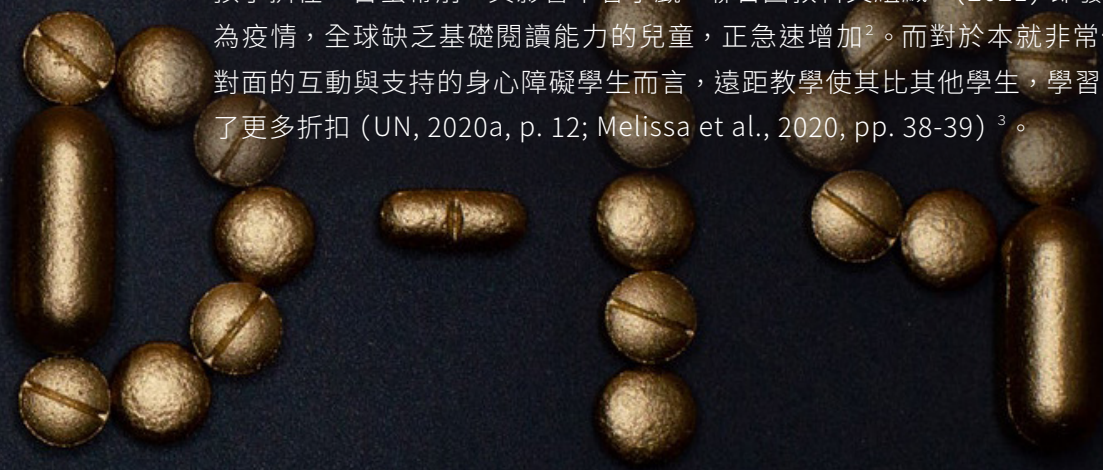 為疫情，全球缺乏基礎閱讀能力的兒童，正急速增加²。而對於本就非常
對面的互動與支持的身心障礙學生而言，遠距教學使其比其他學生，學習
了更多折扣 (UN, 2020a, p. 12; Melissa et al., 2020, pp. 38-39) ³。
D-19